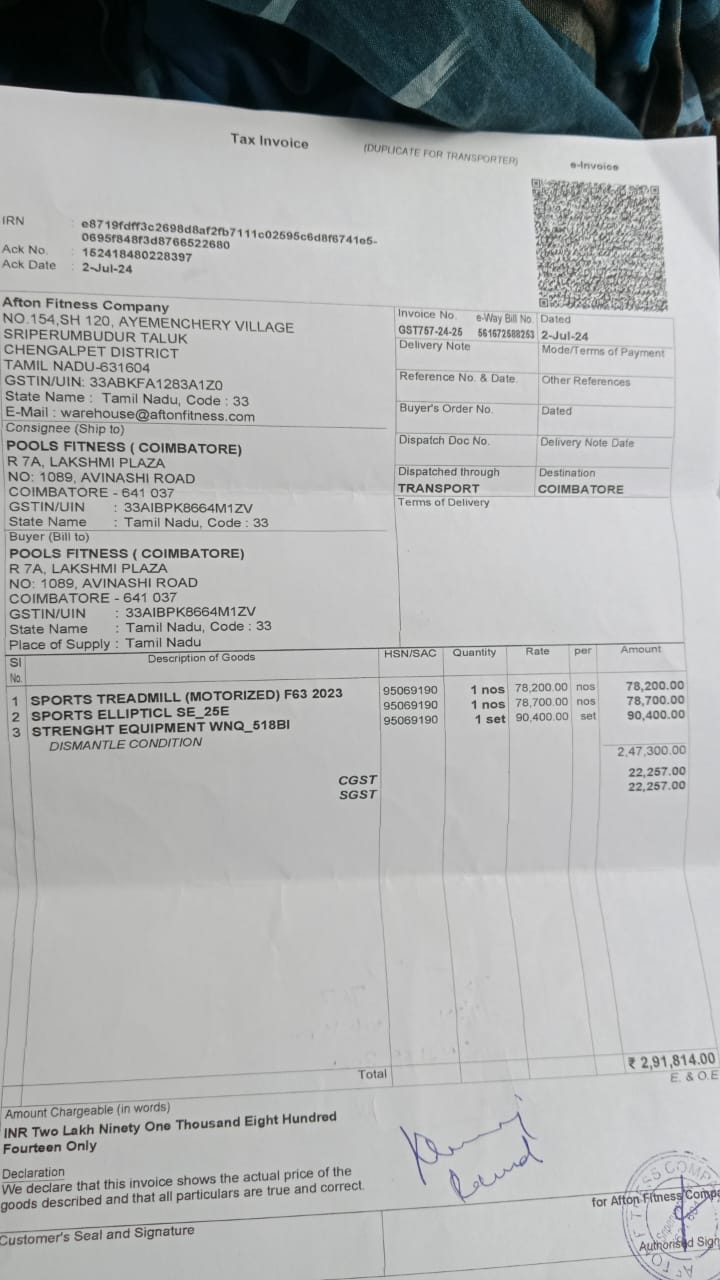 Tax Invoice
(DUPLICATE FOR TRANSPORTER)
e-Invoice
IRN : e8719fdff3c2698d8af2fb7111c02595c6d8f6741e5-
0695f848f3d8766522680
Ack No. : 152418480228397
Ack Date : 2-Jul-24
Afton Fitness Company
NO.154,SH 120, AYEMENCHERY VILLAGE
SRIPERUMBUDUR TALUK
CHENGALPET DISTRICT
TAMIL NADU-631604
GSTIN/UIN: 33ABKFA1283A1Z0
State Name : Tamil Nadu, Code : 33
E-Mail : warehouse@aftonfitness.com
Consignee (Ship to)
POOLS FITNESS ( COIMBATORE)
R 7A, LAKSHMI PLAZA
NO: 1089, AVINASHI ROAD
COIMBATORE - 641 037
GSTIN/UIN : 33AIBPK8664M1ZV
State Name : Tamil Nadu, Code : 33
Buyer (Bill to)
POOLS FITNESS ( COIMBATORE)
R 7A, LAKSHMI PLAZA
NO: 1089, AVINASHI ROAD
COIMBATORE - 641 037
GSTIN/UIN : 33AIBPK8664M1ZV
State Name : Tamil Nadu, Code : 33
Place of Supply : Tamil Nadu
Invoice No. e-Way Bill No. Dated
GST757-24-25 561672588253 2-Jul-24
Delivery Note Mode/Terms of Payment
Reference No. & Date. Other References
Buyer's Order No. Dated
Dispatch Doc No. Delivery Note Date
Dispatched through Destination
TRANSPORT COIMBATORE
Terms of Delivery
Sl No. Description of Goods HSN/SAC Quantity Rate per Amount
1 SPORTS TREADMILL (MOTORIZED) F63 2023 95069190 1 nos 78,200.00 nos 78,200.00
2 SPORTS ELLIPTICL SE_25E 95069190 1 nos 78,700.00 nos 78,700.00
3 STRENGHT EQUIPMENT WNQ_518BI 95069190 1 set 90,400.00 set 90,400.00
DISMANTLE CONDITION
2,47,300.00
CGST 22,257.00
SGST 22,257.00
Total ₹ 2,91,814.00
E. & O.E
Amount Chargeable (in words)
INR Two Lakh Ninety One Thousand Eight Hundred
Fourteen Only
Declaration
We declare that this invoice shows the actual price of the
goods described and that all particulars are true and correct.
for Afton Fitness Comp
Customer's Seal and Signature
Authorised Sign